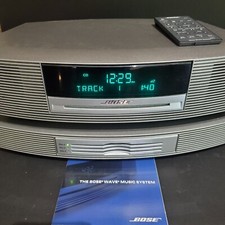 12:29
TRACK 1 140
BOSE
THE BOSE® WAVE® MUSIC SYSTEM
BOSE